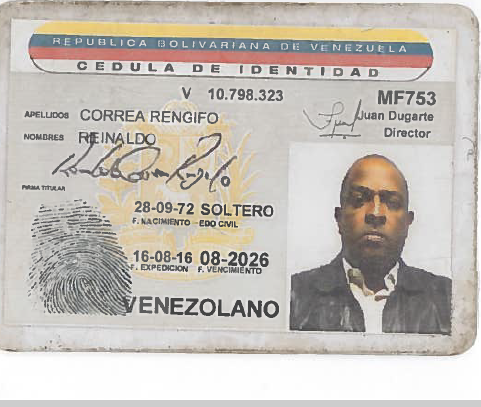 REPUBLICA BOLIVARIANA DE VENEZUELA
CEDULA DE IDENTIDAD
V 10.798.323
MF753
Juan Dugarte
Director
APELLIDOS CORREA RENGIFO
NOMBRES REINALDO
FIRMA TITULAR
28-09-72 SOLTERO
F. NACIMIENTO EDO CIVIL
16-08-16 08-2026
F. EXPEDICION F. VENCIMIENTO
VENEZOLANO